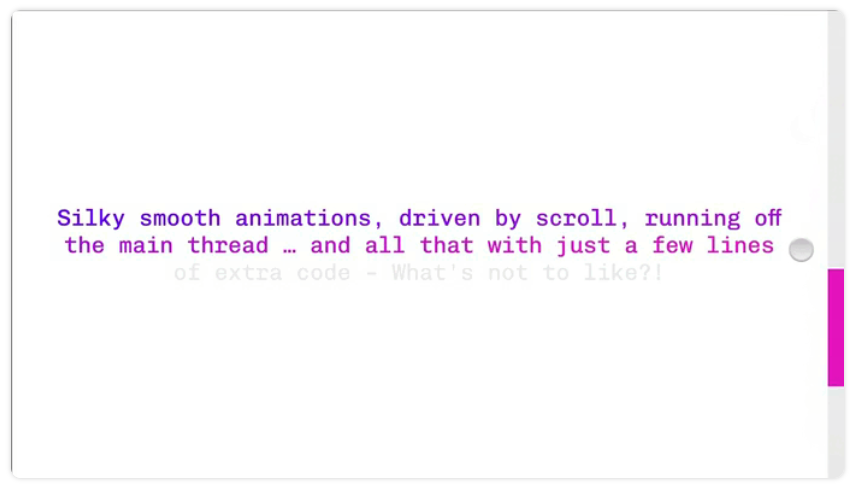 Silky smooth animations, driven by scroll, running off
the main thread … and all that with just a few lines
of extra code - What's not to like?!